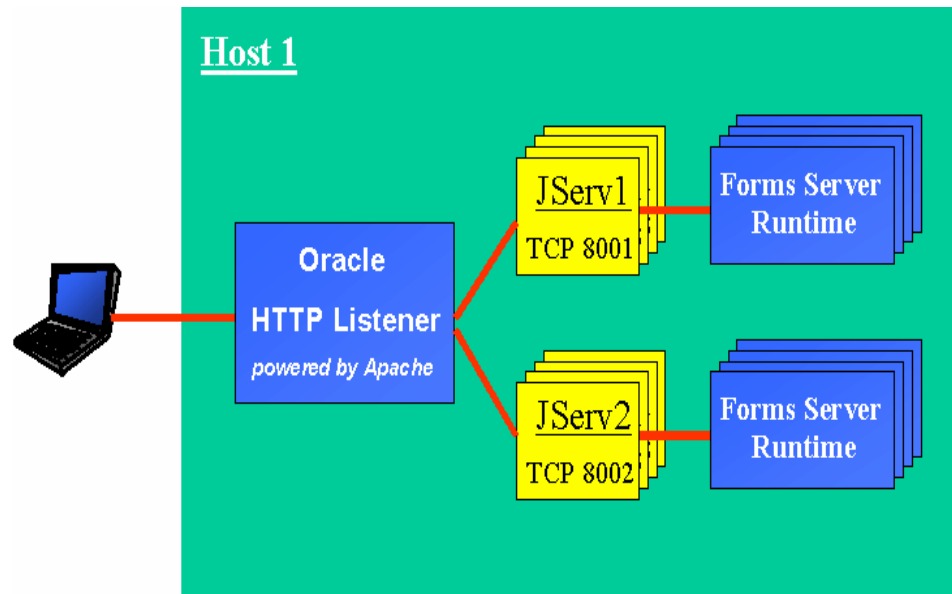 Host 1
Oracle
HTTP Listener
powered by Apache
JServ1
TCP 8001
Forms Server
Runtime
JServ2
TCP 8002
Forms Server
Runtime